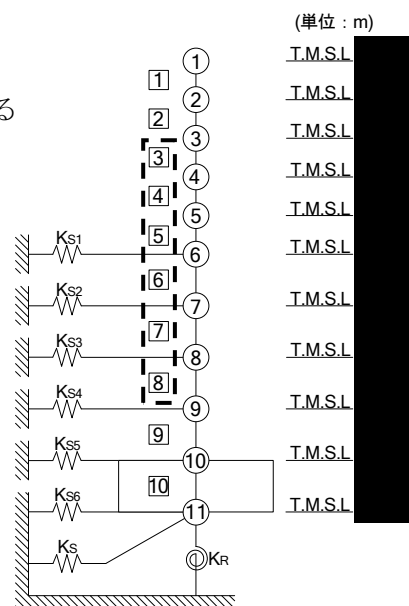 (単位：m)
① T.M.S.L
1
② T.M.S.L
る
2
③ T.M.S.L
3
④ T.M.S.L
4
⑤ T.M.S.L
5
KS1 ⑥ T.M.S.L
6
KS2 ⑦ T.M.S.L
7
KS3 ⑧ T.M.S.L
8
KS4 ⑨ T.M.S.L
9
KS5 ⑩ T.M.S.L
10
KS6 ⑪ T.M.S.L
KS KR